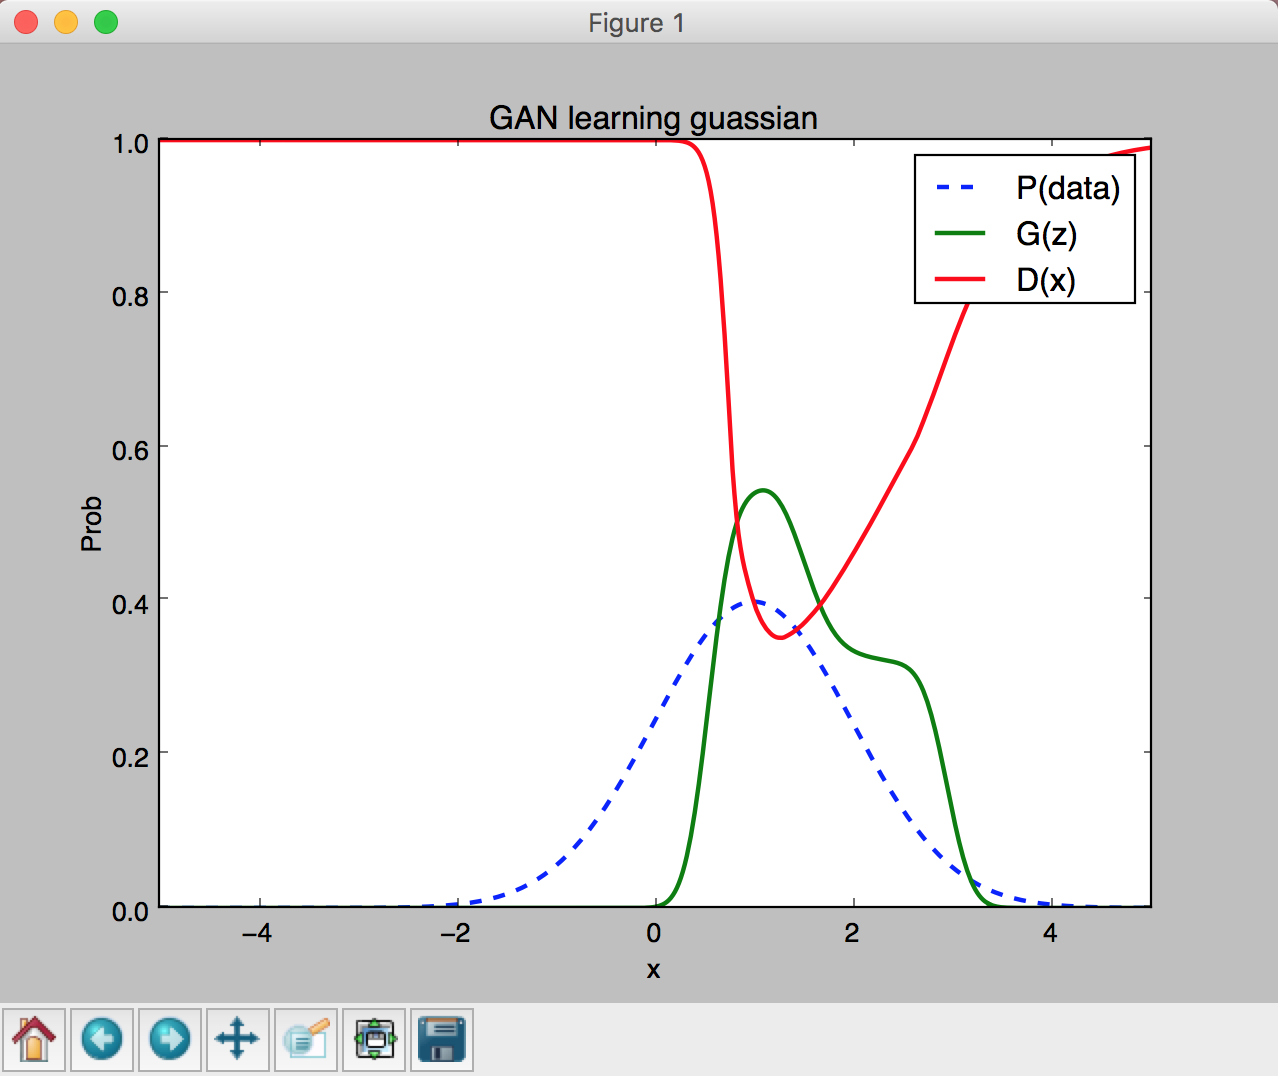 Figure 1
GAN learning guassian
1.0
0.8
0.6
0.4
0.2
0.0
Prob
P(data)
G(z)
D(x)
−4
−2
0
2
4
x